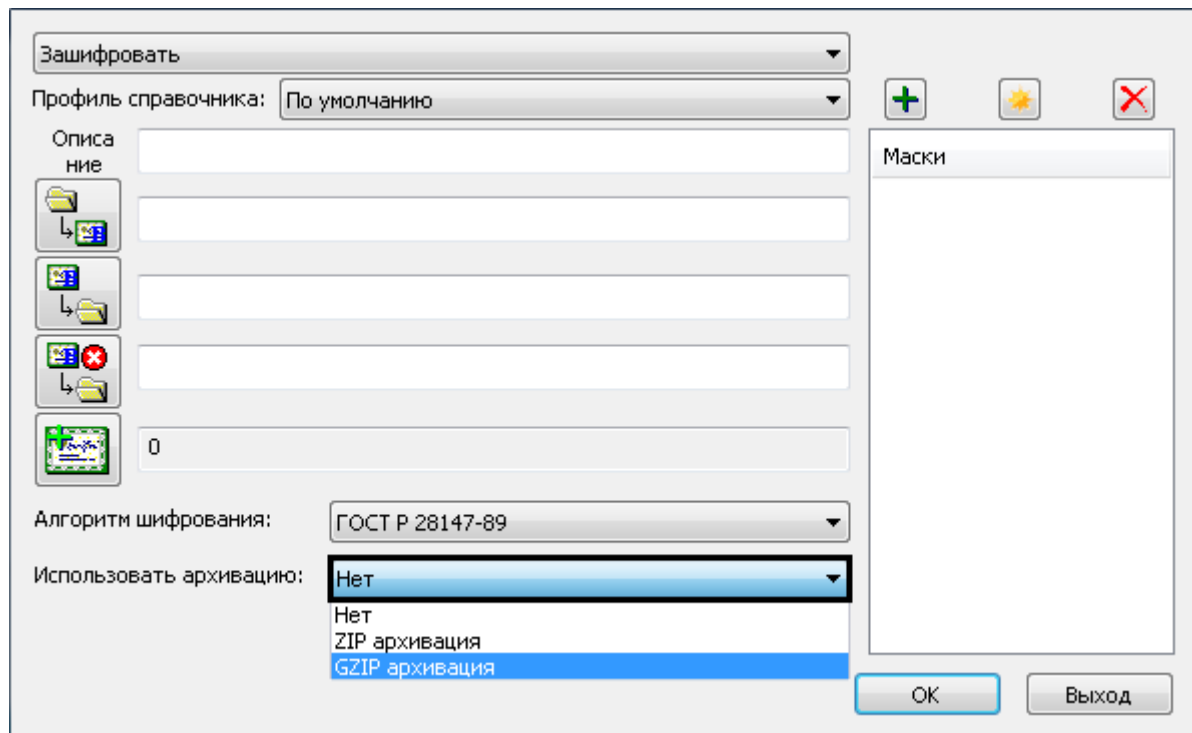 Зашифровать
Профиль справочника: По умолчанию
Описа
ние
Маски
0
Алгоритм шифрования: ГОСТ Р 28147-89
Использовать архивацию: Нет
Нет
ZIP архивация
GZIP архивация
ОК Выход